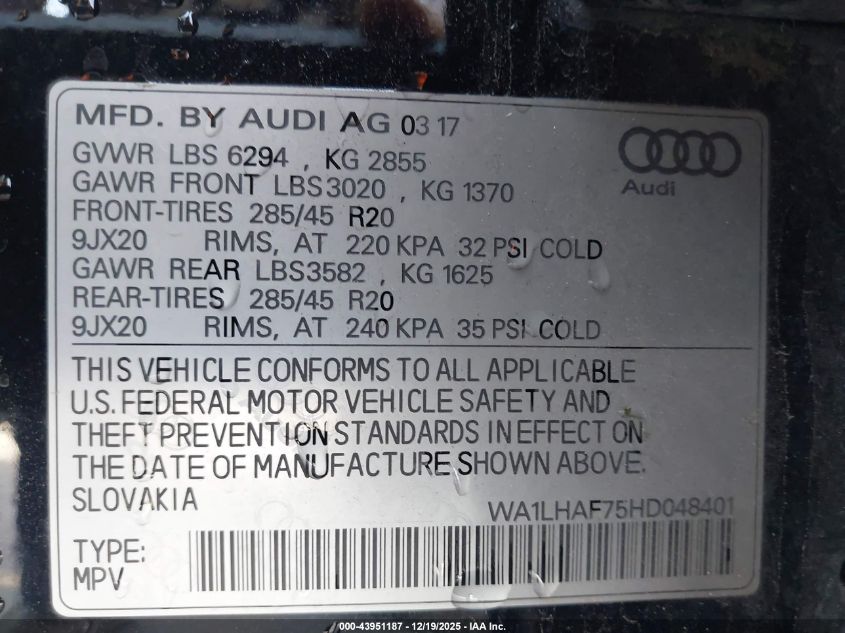 MFD. BY AUDI AG 03 17
GVWR LBS 6294 , KG 2855
GAWR FRONT LBS 3020 , KG 1370
FRONT-TIRES 285/45 R20
9JX20 RIMS, AT 220 KPA 32 PSI COLD
GAWR REAR LBS 3582 , KG 1625
REAR-TIRES 285/45 R20
9JX20 RIMS, AT 240 KPA 35 PSI COLD
Audi
THIS VEHICLE CONFORMS TO ALL APPLICABLE
U.S. FEDERAL MOTOR VEHICLE SAFETY AND
THEFT PREVENTION STANDARDS IN EFFECT ON
THE DATE OF MANUFACTURE SHOWN ABOVE.
SLOVAKIA WA1LHAF75HD048401
TYPE:
MPV
000-43951187 - 12/19/2025 - IAA Inc.